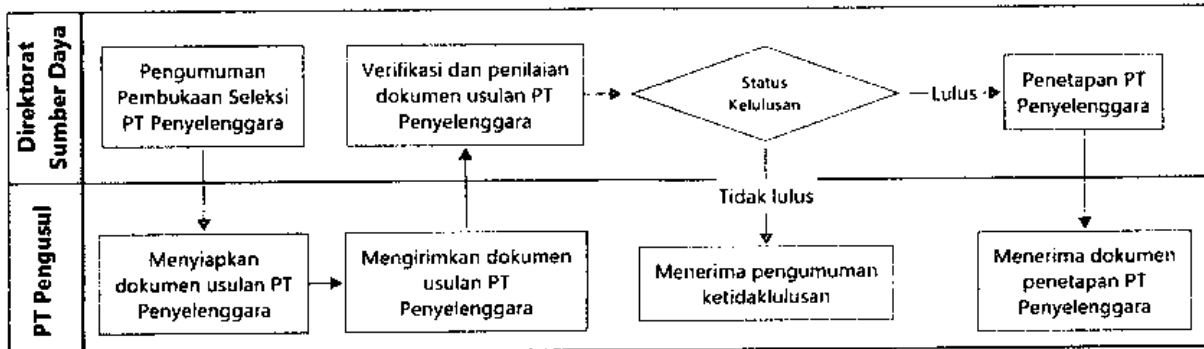 Direktorat
Sumber Daya
Pengumuman
Pembukaan Seleksi
PT Penyelenggara
Verifikasi dan penilaian
dokumen usulan PT
Penyelenggara
Status
Kelulusan
Lulus
Penetapan PT
Penyelenggara
Tidak lulus
PT Pengusul
Menyiapkan
dokumen usulan PT
Penyelenggara
Mengirimkan dokumen
usulan PT
Penyelenggara
Menerima pengumuman
ketidaklulusan
Menerima dokumen
penetapan PT
Penyelenggara